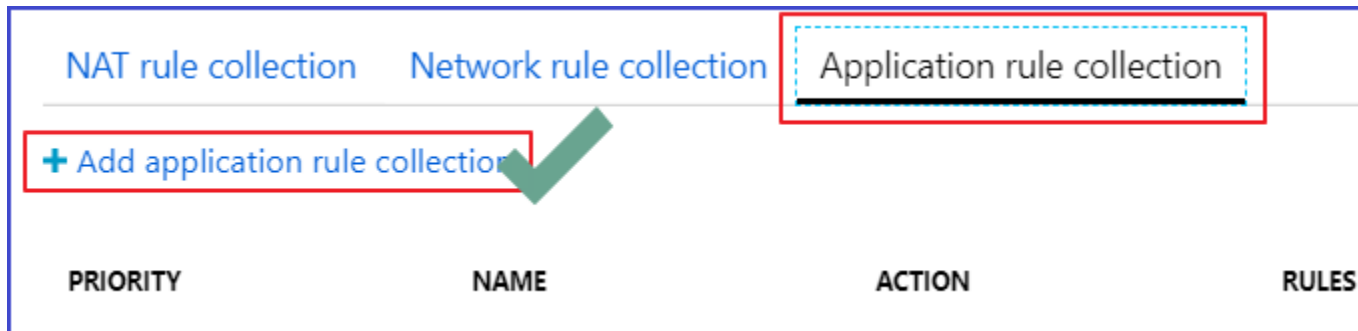 NAT rule collection Network rule collection Application rule collection
+ Add application rule collection
PRIORITY NAME ACTION RULES